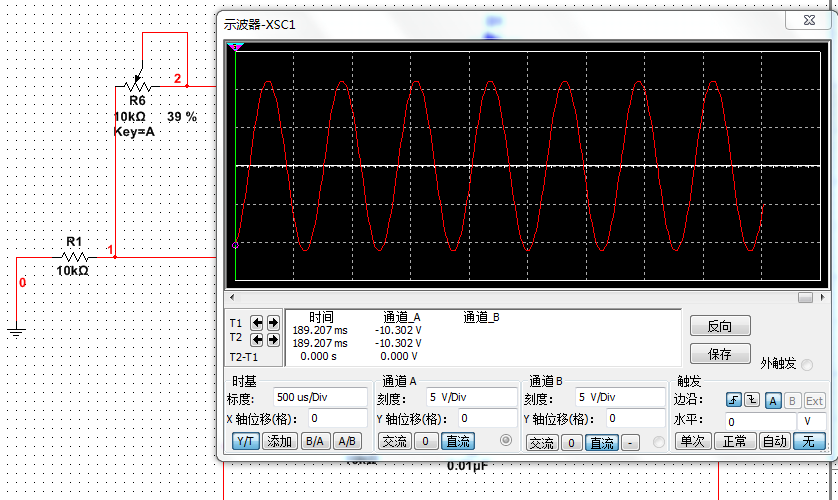 示波器-XSC1
2
R6
10kΩ
39 %
Key=A
R1
1
10kΩ
0
时间 通道_A 通道_B
T1 189.207 ms -10.302 V
T2 189.207 ms -10.302 V
T2-T1 0.000 s 0.000 V
反向
保存
外触发
时基 通道 A 通道 B 触发
标度: 500 us/Div 刻度: 5 V/Div 刻度: 5 V/Div 边沿: A B Ext
X 轴位移(格): 0 Y 轴位移(格): 0 Y 轴位移(格): 0 水平: 0 V
Y/T 添加 B/A A/B 交流 0 直流 交流 0 直流 - 单次 正常 自动 无
0.01µF